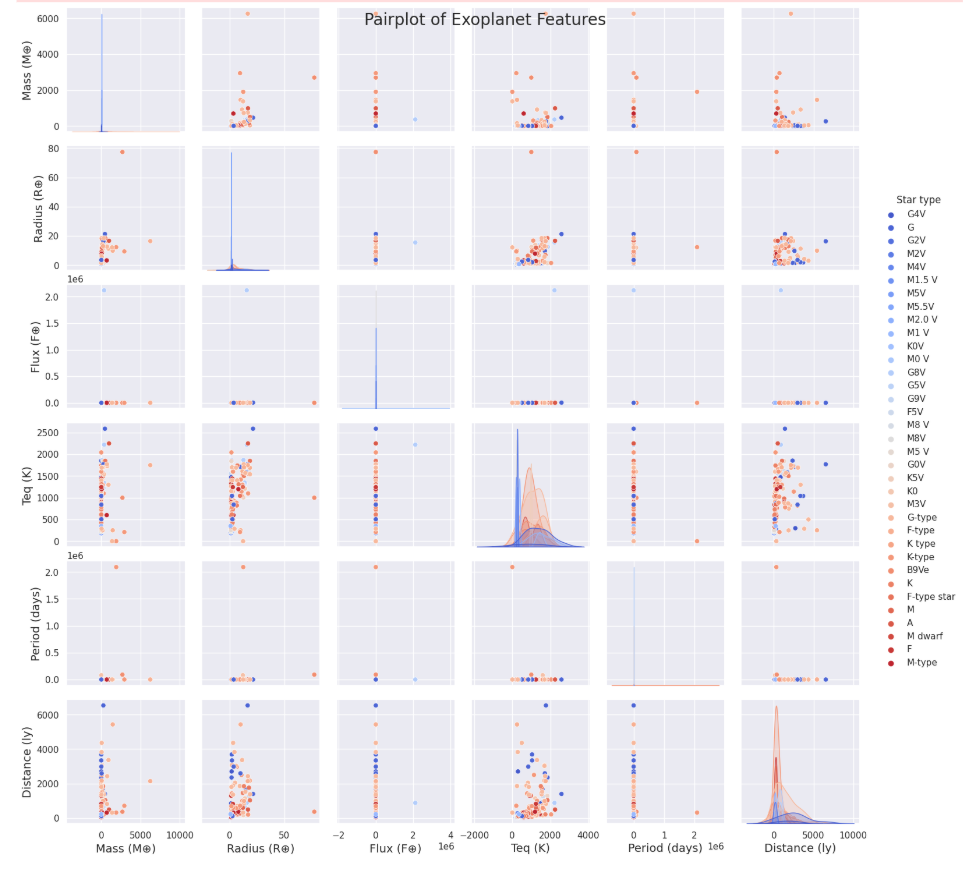 Pairplot of Exoplanet Features
6000
4000
2000
0
Mass (M⊕)
80
60
40
20
0
Radius (R⊕)
1e6
2.0
1.5
1.0
0.5
0.0
Flux (F⊕)
2500
2000
1500
1000
500
0
Teq (K)
1e6
2.0
1.5
1.0
0.5
0.0
Period (days)
6000
4000
2000
0
Distance (ly)
0 5000 10000
Mass (M⊕)
0 50
Radius (R⊕)
−2 0 2 4
1e6
Flux (F⊕)
−2000 0 2000 4000
Teq (K)
0 1 2
1e6
Period (days)
0 5000 10000
Distance (ly)
Star type
G4V
G
G2V
M2V
M4V
M1.5 V
M5V
M5.5V
M2.0 V
M1 V
K0V
M0 V
G8V
G5V
G9V
F5V
M8 V
M8V
M5 V
G0V
K5V
K0
M3V
G-type
F-type
K type
K-type
B9Ve
K
F-type star
M
A
M dwarf
F
M-type